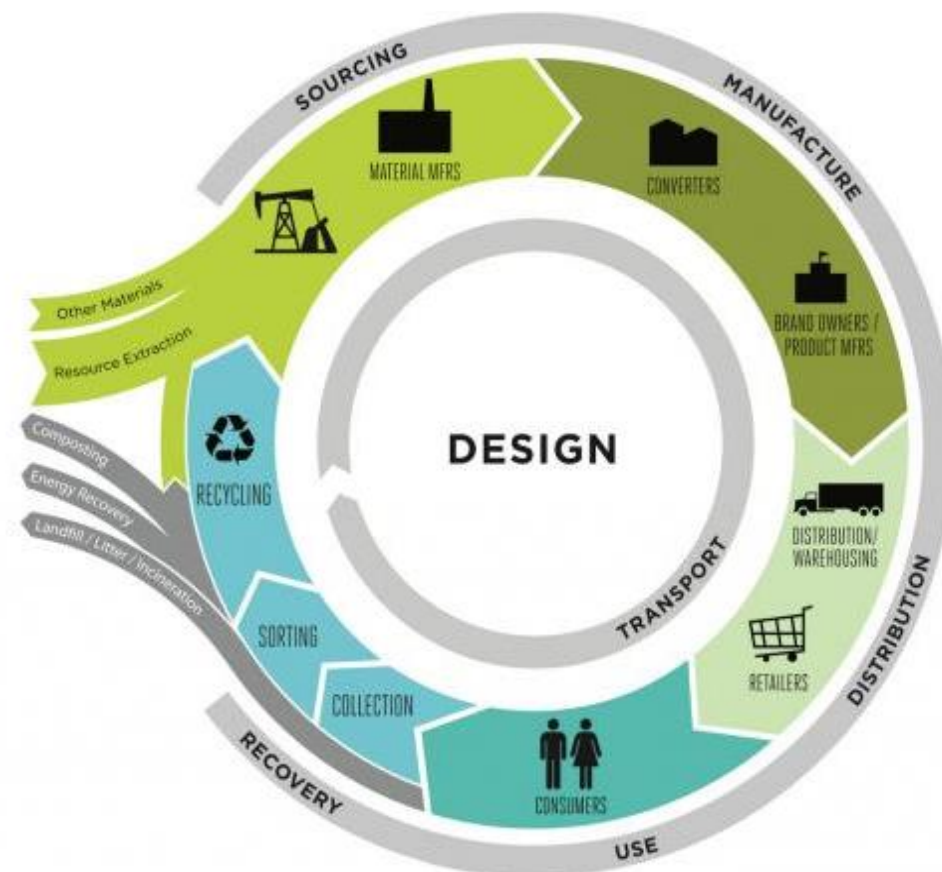 SOURCING
MANUFACTURE
MATERIAL MFRS
CONVERTERS
Other Materials
Resource Extraction
BRAND OWNERS /
PRODUCT MFRS
Composting
Energy Recovery
Landfill / Litter / Incineration
RECYCLING
DESIGN
DISTRIBUTION/
WAREHOUSING
TRANSPORT
DISTRIBUTION
SORTING
RETAILERS
COLLECTION
RECOVERY
CONSUMERS
USE